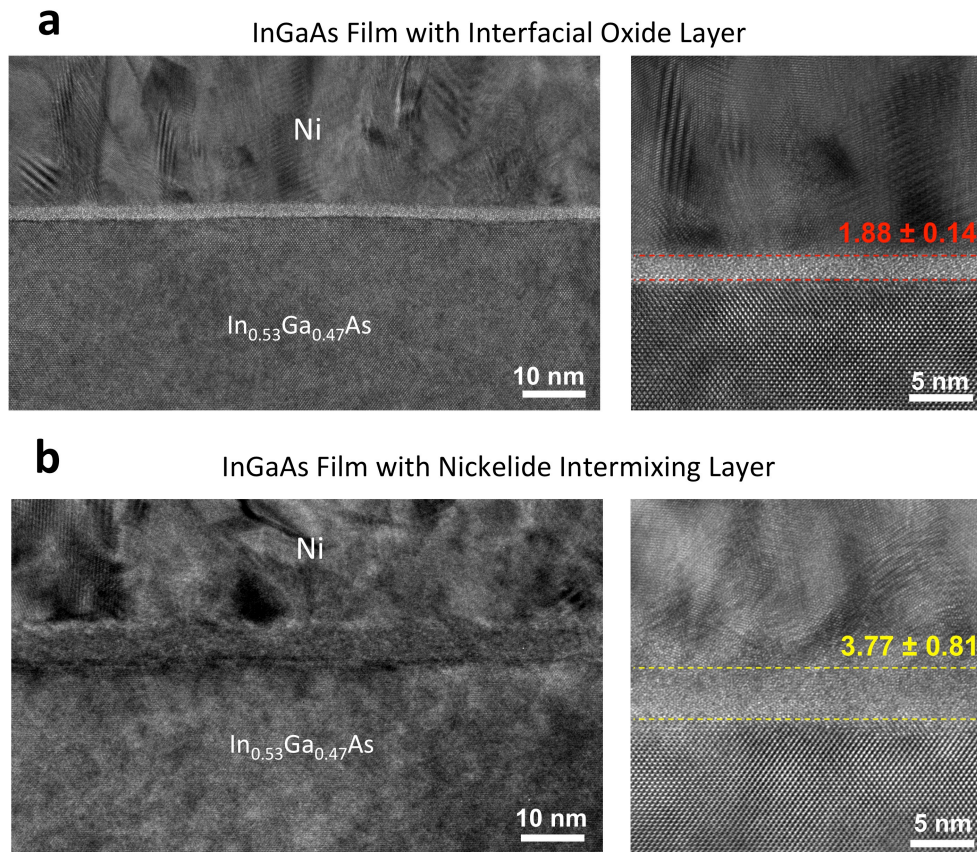 a
InGaAs Film with Interfacial Oxide Layer
Ni
In0.53Ga0.47As
10 nm
1.88 ± 0.14
5 nm
b
InGaAs Film with Nickelide Intermixing Layer
Ni
In0.53Ga0.47As
10 nm
3.77 ± 0.81
5 nm